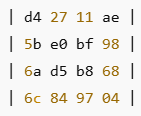 | d4 27 11 ae |
| 5b e0 bf 98 |
| 6a d5 b8 68 |
| 6c 84 97 04 |